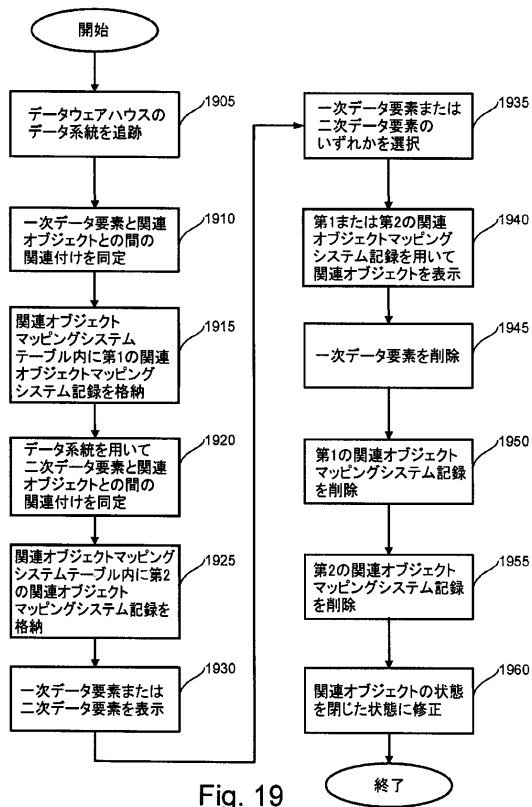 開始
1905
データウェアハウスの
データ系統を追跡
1910
一次データ要素と関連
オブジェクトとの間の
関連付けを同定
1915
関連オブジェクト
マッピングシステム
テーブル内に第1の関連
オブジェクトマッピング
システム記録を格納
1920
データ系統を用いて
二次データ要素と関連
オブジェクトとの間の
関連付けを同定
1925
関連オブジェクトマッピング
システムテーブル内に第2
の関連オブジェクト
マッピングシステム記録を
格納
1930
一次データ要素または
二次データ要素を表示
1935
一次データ要素または
二次データ要素の
いずれかを選択
1940
第1または第2の関連
オブジェクトマッピング
システム記録を用いて
関連オブジェクトを表示
1945
一次データ要素を削除
1950
第1の関連オブジェクト
マッピングシステム記録
を削除
1955
第2の関連オブジェクト
マッピングシステム記録
を削除
1960
関連オブジェクトの状態
を閉じた状態に修正
終了
Fig. 19